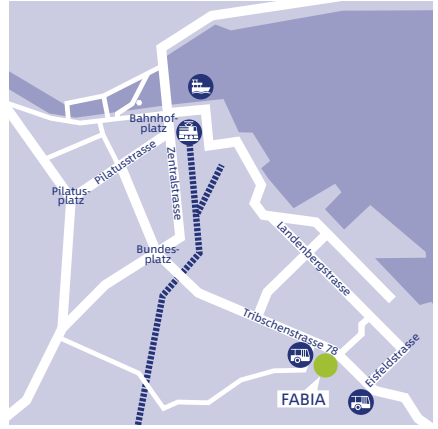 Bahnhof-
platz
Pilatusstrasse
Zentralstrasse
Pilatus-
platz
Landenbergstrasse
Bundes-
platz
Tribschenstrasse 78
Eisfeldstrasse
FABIA